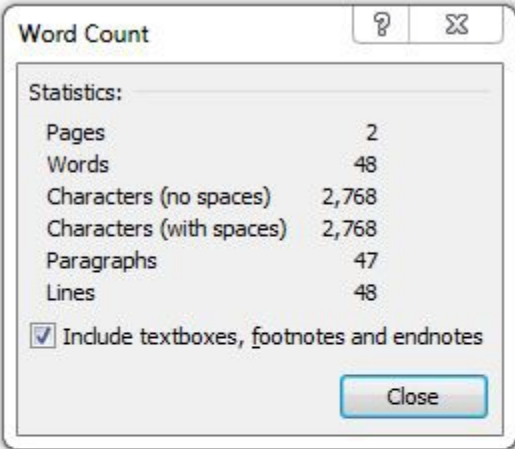 Word Count
Statistics:
Pages 2
Words 48
Characters (no spaces) 2,768
Characters (with spaces) 2,768
Paragraphs 47
Lines 48
Include textboxes, footnotes and endnotes
Close